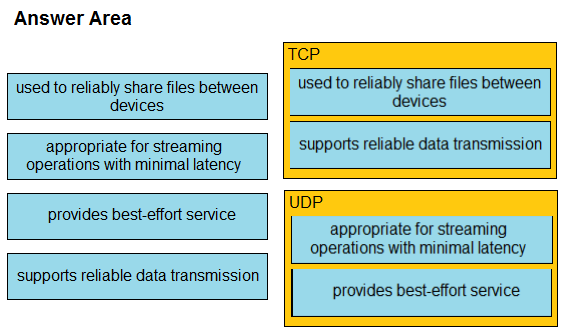 Answer Area
used to reliably share files between
devices
appropriate for streaming
operations with minimal latency
provides best-effort service
supports reliable data transmission
TCP
used to reliably share files between
devices
supports reliable data transmission
UDP
appropriate for streaming
operations with minimal latency
provides best-effort service